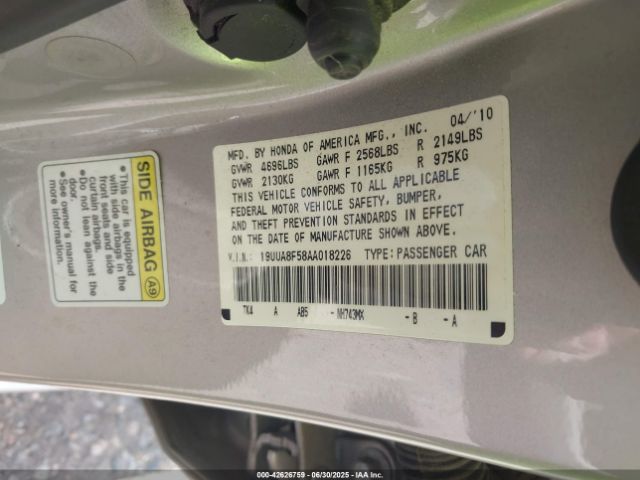 MFD. BY HONDA OF AMERICA MFG., INC. 04/'10
GVWR 4696LBS GAWR F 2568LBS R 2149LBS
GVWR 2130KG GAWR F 1165KG R 975KG
THIS VEHICLE CONFORMS TO ALL APPLICABLE
FEDERAL MOTOR VEHICLE SAFETY, BUMPER,
AND THEFT PREVENTION STANDARDS IN EFFECT
ON THE DATE OF MANUFACTURE SHOWN ABOVE.
V.I.N.: 19UUA8F58AA018226 TYPE: PASSENGER CAR
7K4 A AB5 - NH743MX - B - A
SIDE AIRBAG A9
• This car is equipped
with side airbags in the
front seats and side
curtain airbags.
• Do not lean against the
door.
• See owner's manual for
more information.
000-42626759 - 06/30/2025 - IAAI.COM